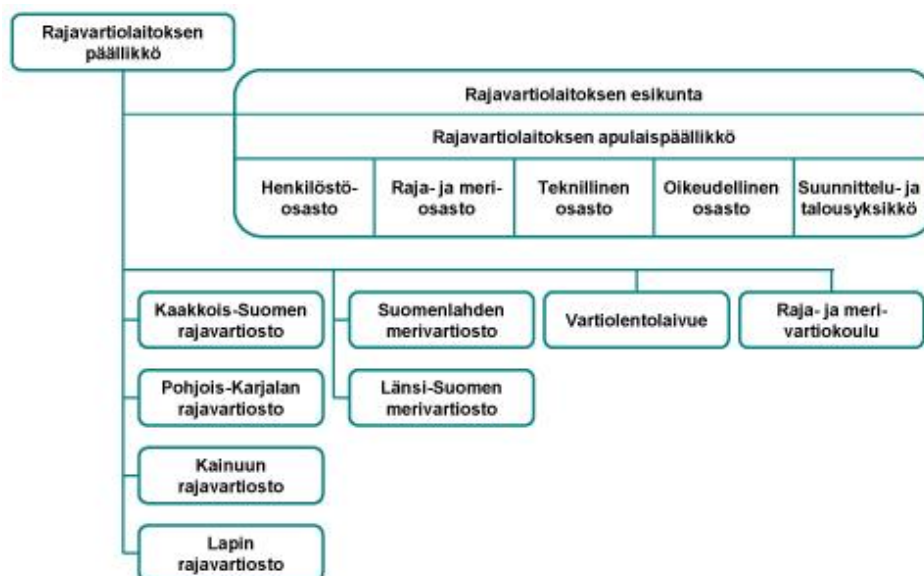 Rajavartiolaitoksen
päällikkö
Rajavartiolaitoksen esikunta
Rajavartiolaitoksen apulaispäällikkö
Henkilöstö-
osasto
Raja- ja meri-
osasto
Teknillinen
osasto
Oikeudellinen
osasto
Suunnittelu- ja
talousyksikkö
Kaakkois-Suomen
rajavartiosto
Suomenlahden
merivartiosto
Vartiolentolaivue
Raja- ja meri-
vartiokoulu
Pohjois-Karjalan
rajavartiosto
Länsi-Suomen
merivartiosto
Kainuun
rajavartiosto
Lapin
rajavartiosto